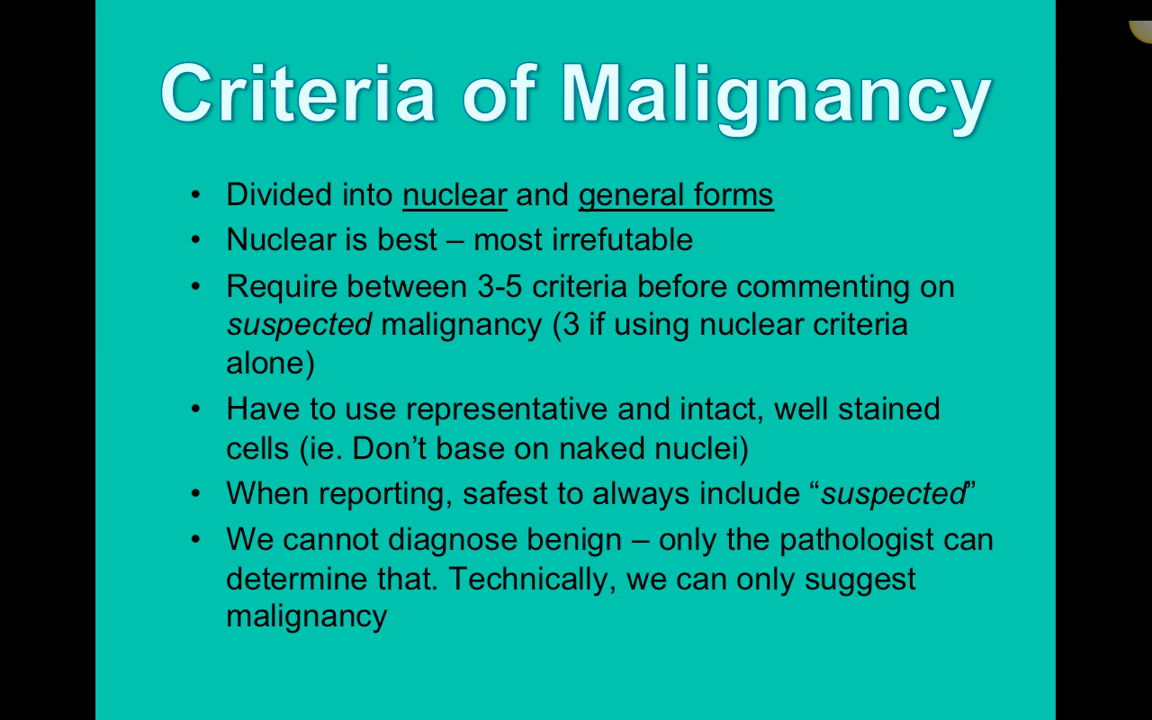 Criteria of Malignancy
• Divided into nuclear and general forms
• Nuclear is best – most irrefutable
• Require between 3-5 criteria before commenting on
suspected malignancy (3 if using nuclear criteria
alone)
• Have to use representative and intact, well stained
cells (ie. Don’t base on naked nuclei)
• When reporting, safest to always include “suspected”
• We cannot diagnose benign – only the pathologist can
determine that. Technically, we can only suggest
malignancy